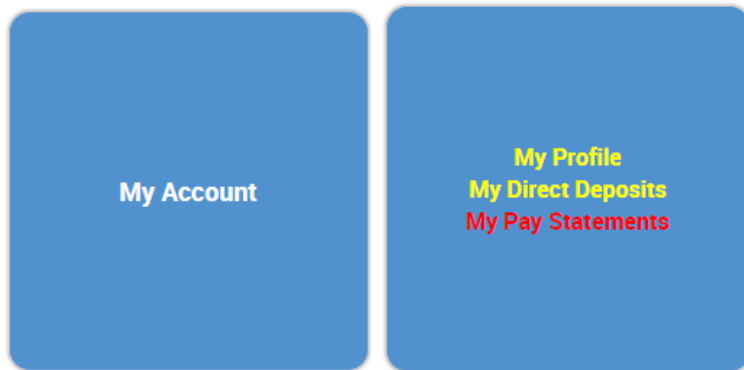 My Account
My Profile
My Direct Deposits
My Pay Statements